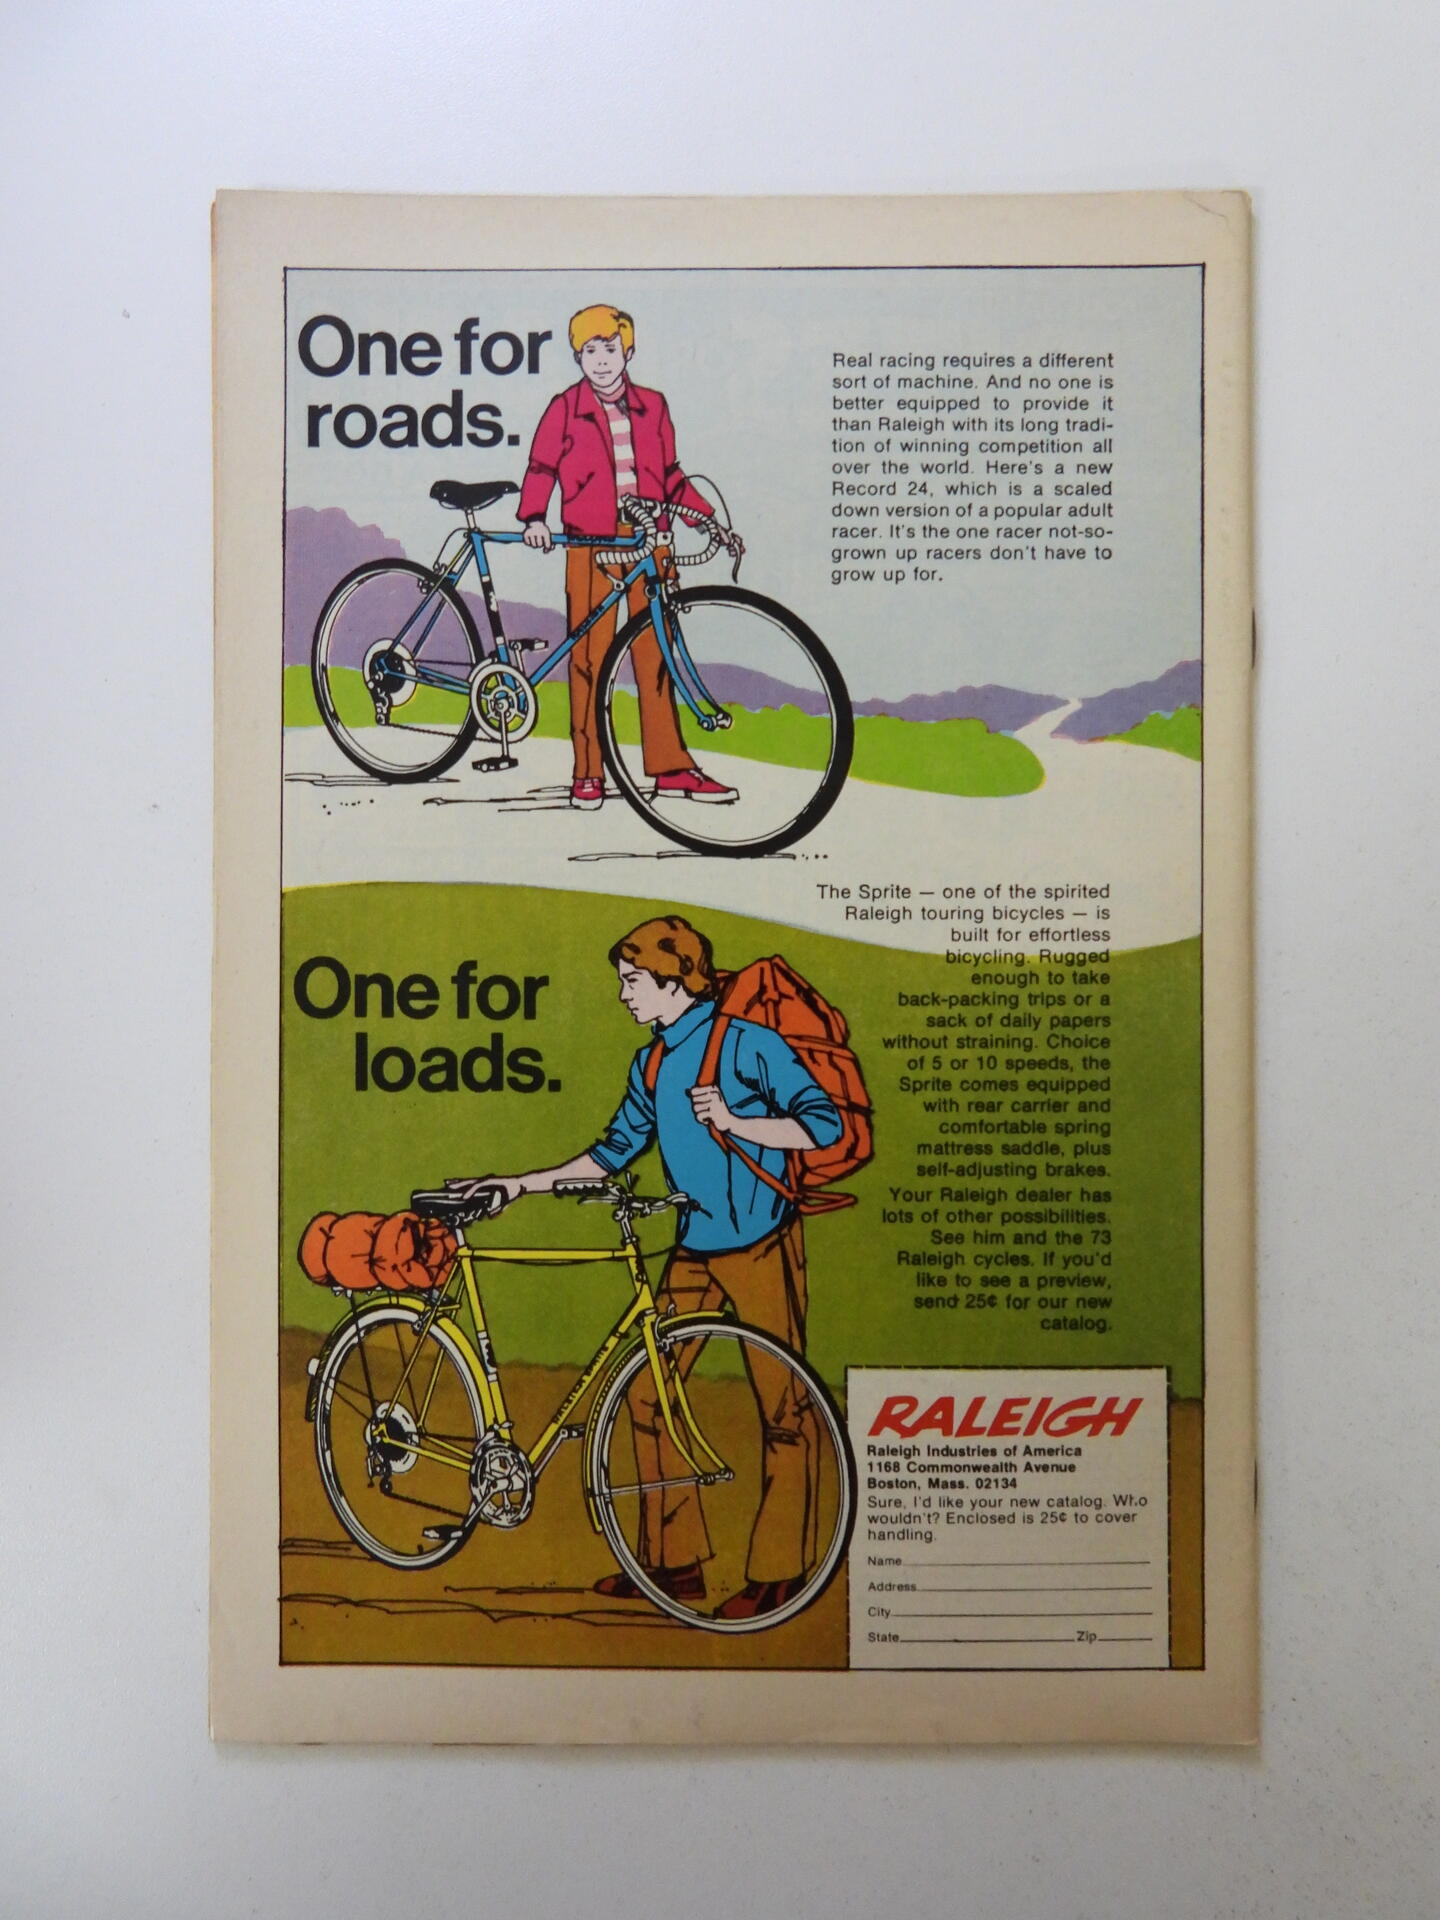 One for
roads.
Real racing requires a different
sort of machine. And no one is
better equipped to provide it
than Raleigh with its long tradi-
tion of winning competition all
over the world. Here's a new
Record 24, which is a scaled
down version of a popular adult
racer. It's the one racer not-so-
grown up racers don't have to
grow up for.
One for
loads.
The Sprite — one of the spirited
Raleigh touring bicycles — is
built for effortless
bicycling. Rugged
enough to take
back-packing trips or a
sack of daily papers
without straining. Choice
of 5 or 10 speeds, the
Sprite comes equipped
with rear carrier and
comfortable spring
mattress saddle, plus
self-adjusting brakes.
Your Raleigh dealer has
lots of other possibilities.
See him and the 73
Raleigh cycles. If you'd
like to see a preview,
send 25¢ for our new
catalog.
RALEIGH SPRITE
RALEIGH
Raleigh Industries of America
1168 Commonwealth Avenue
Boston, Mass. 02134
Sure, I'd like your new catalog. Who
wouldn't? Enclosed is 25¢ to cover
handling.
Name
Address
City
State Zip